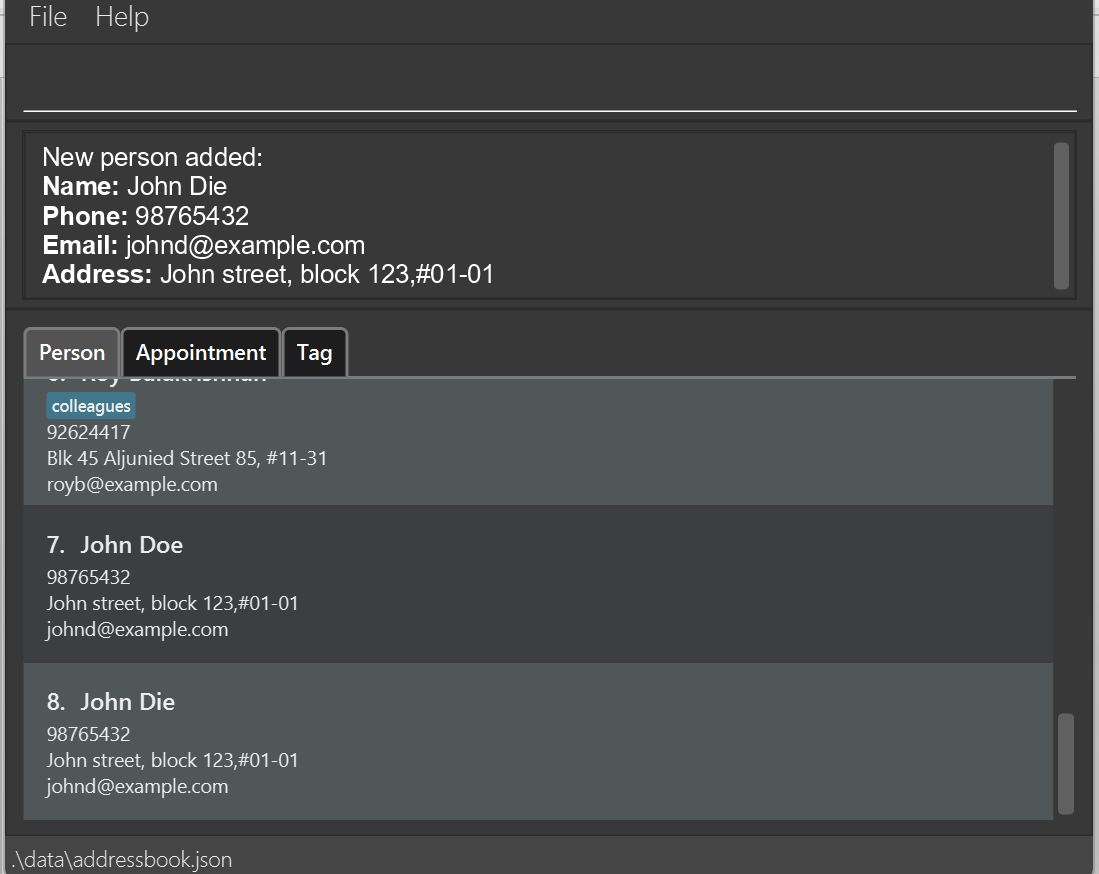 File Help
New person added:
Name: John Die
Phone: 98765432
Email: johnd@example.com
Address: John street, block 123,#01-01
Person Appointment Tag
colleagues
92624417
Blk 45 Aljunied Street 85, #11-31
royb@example.com
7. John Doe
98765432
John street, block 123,#01-01
johnd@example.com
8. John Die
98765432
John street, block 123,#01-01
johnd@example.com
.\data\addressbook.json